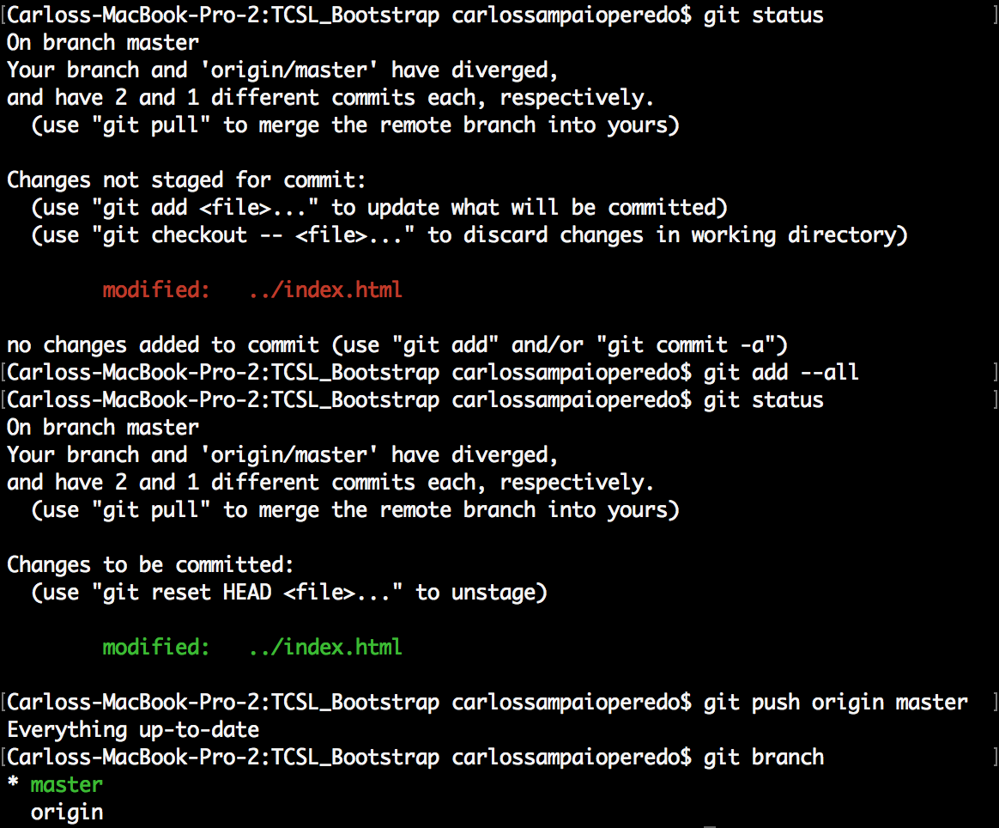 [Carloss-MacBook-Pro-2:TCSL_Bootstrap carlossampaioperedo$ git status ]
On branch master
Your branch and 'origin/master' have diverged,
and have 2 and 1 different commits each, respectively.
  (use "git pull" to merge the remote branch into yours)

Changes not staged for commit:
  (use "git add <file>..." to update what will be committed)
  (use "git checkout -- <file>..." to discard changes in working directory)

        modified:   ../index.html

no changes added to commit (use "git add" and/or "git commit -a")
[Carloss-MacBook-Pro-2:TCSL_Bootstrap carlossampaioperedo$ git add --all ]
[Carloss-MacBook-Pro-2:TCSL_Bootstrap carlossampaioperedo$ git status ]
On branch master
Your branch and 'origin/master' have diverged,
and have 2 and 1 different commits each, respectively.
  (use "git pull" to merge the remote branch into yours)

Changes to be committed:
  (use "git reset HEAD <file>..." to unstage)

        modified:   ../index.html

[Carloss-MacBook-Pro-2:TCSL_Bootstrap carlossampaioperedo$ git push origin master ]
Everything up-to-date
[Carloss-MacBook-Pro-2:TCSL_Bootstrap carlossampaioperedo$ git branch ]
* master
  origin